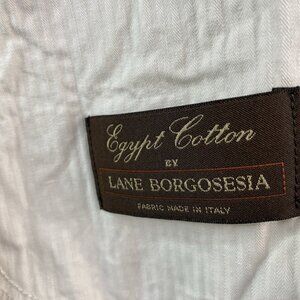 Egypt Cotton
BY
LANE BORGOSESIA
FABRIC MADE IN ITALY